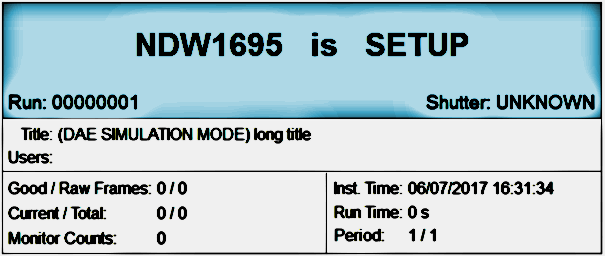 NDW1695 is SETUP
Run: 00000001 Shutter: UNKNOWN
Title: (DAE SIMULATION MODE) long title
Users:
Good / Raw Frames: 0 / 0 Inst. Time: 06/07/2017 16:31:34
Current / Total: 0 / 0 Run Time: 0 s
Monitor Counts: 0 Period: 1 / 1